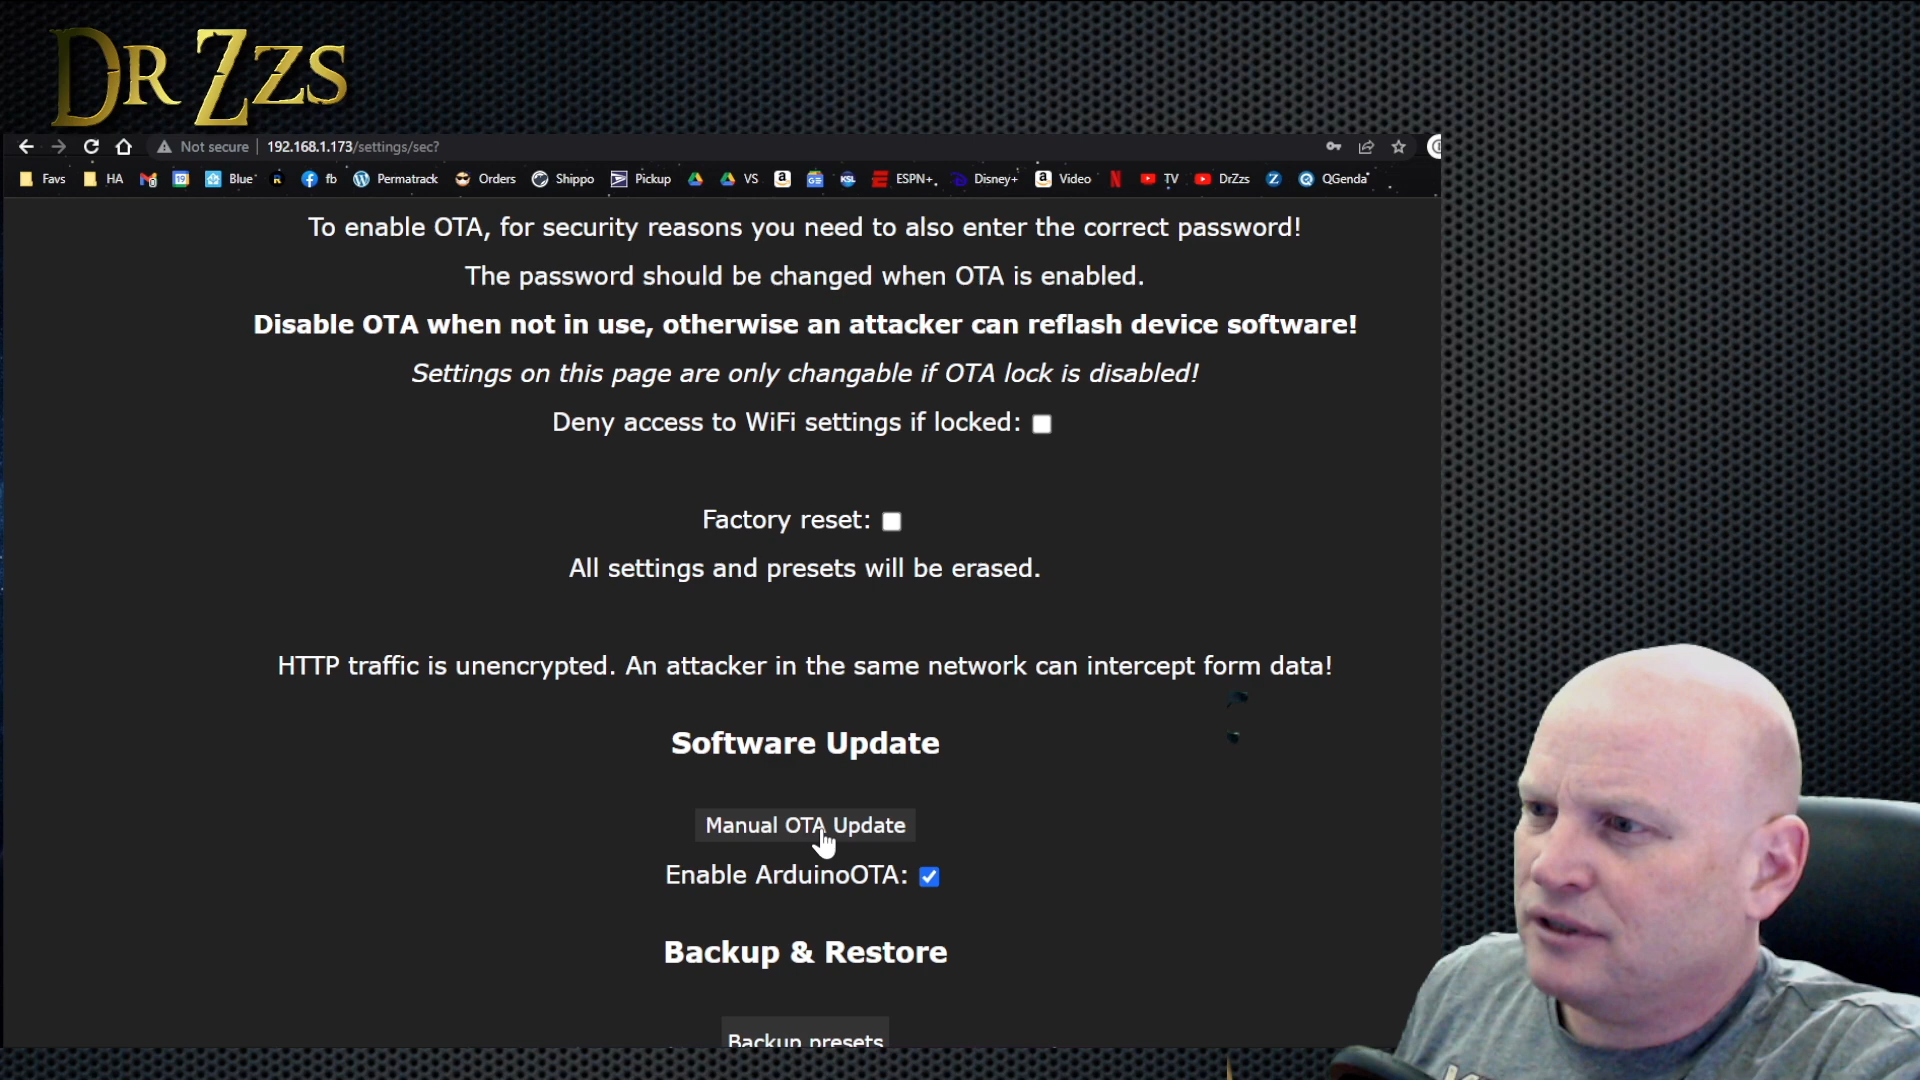 DR ZZS
Not secure | 192.168.1.173/settings/sec?
Favs HA 19 Blue R fb Permatrack Orders Shippo Pickup VS a GE KSL ESPN+ Disney+ a Video N TV DrZzs Z QGenda
To enable OTA, for security reasons you need to also enter the correct password!
The password should be changed when OTA is enabled.
Disable OTA when not in use, otherwise an attacker can reflash device software!
Settings on this page are only changable if OTA lock is disabled!
Deny access to WiFi settings if locked:
Factory reset:
All settings and presets will be erased.
HTTP traffic is unencrypted. An attacker in the same network can intercept form data!
Software Update
Manual OTA Update
Enable ArduinoOTA:
Backup & Restore
Backup presets